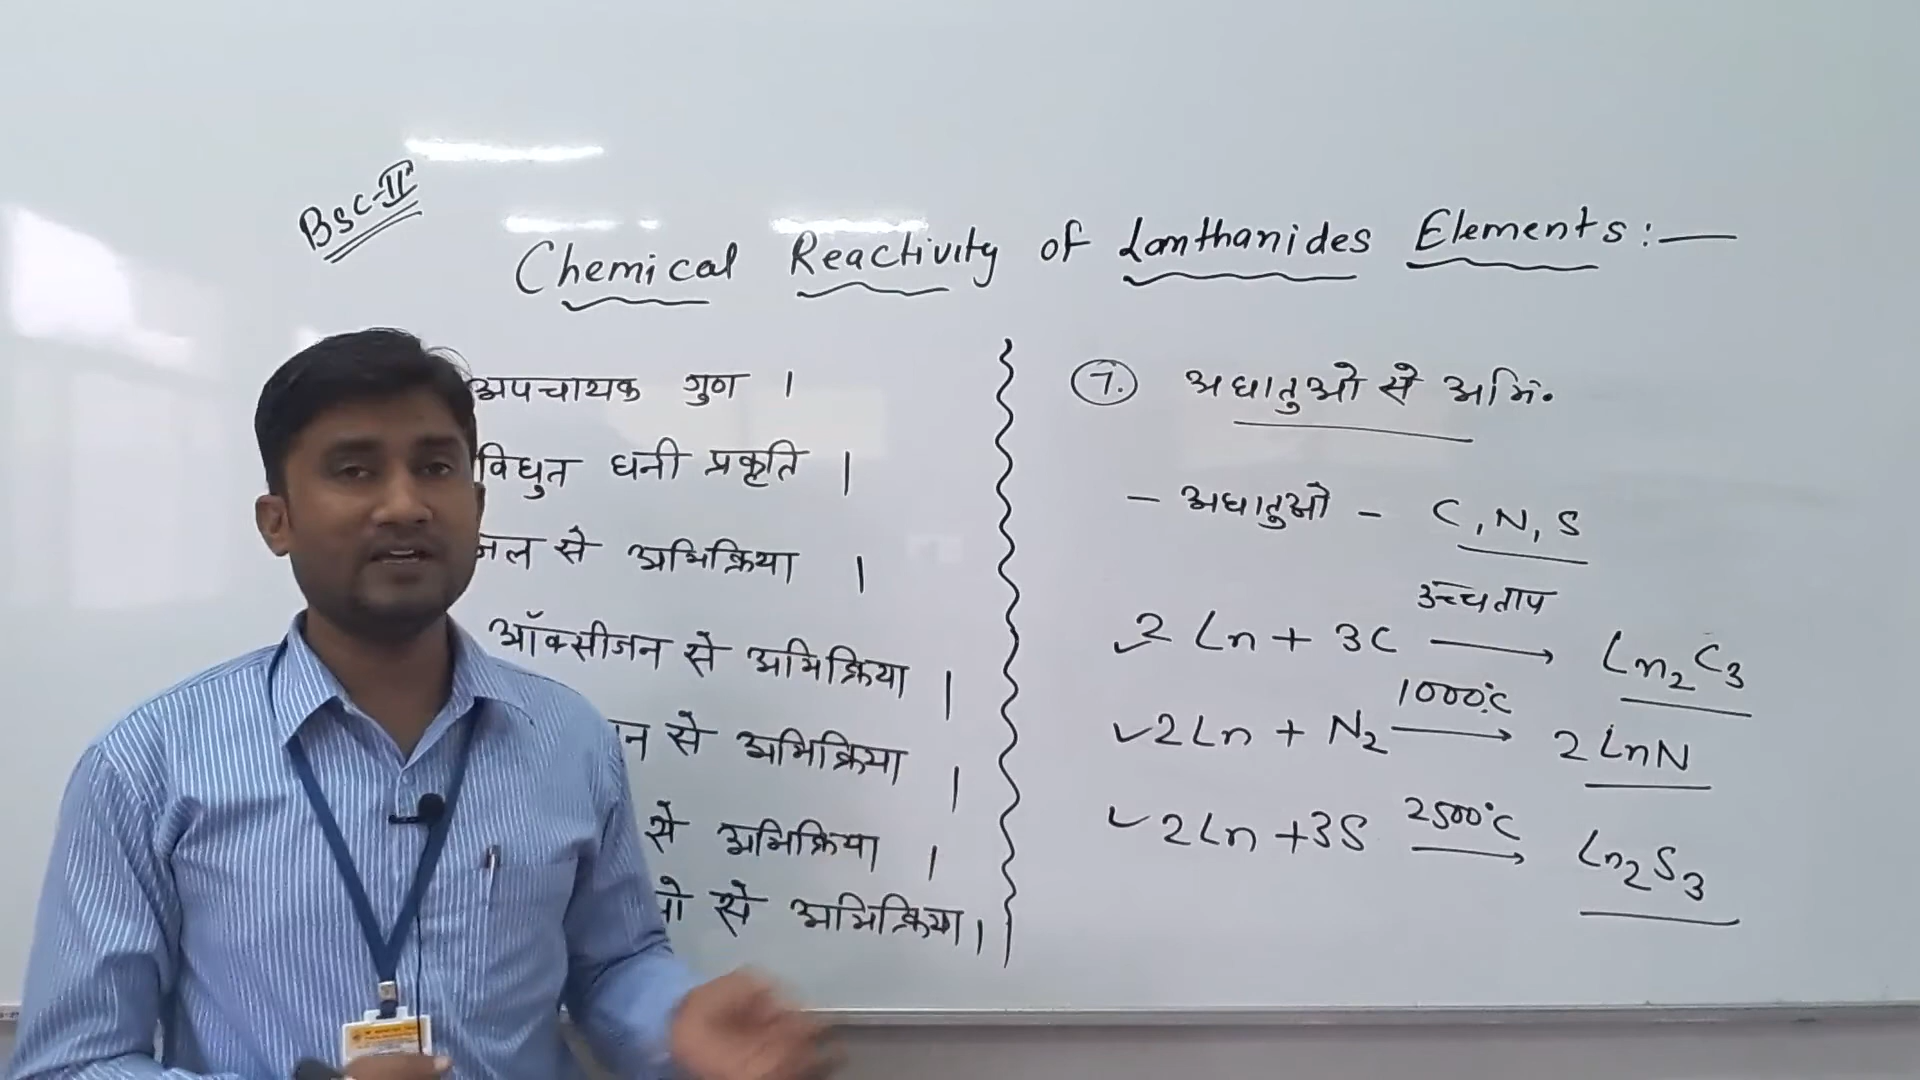 Bsc-II
Chemical Reactivity of Lanthanides Elements:—
अपचायक गुण ।
विधुत धनी प्रकृति ।
जल से अभिक्रिया ।
ऑक्सीजन से अभिक्रिया ।
से अभिक्रिया ।
से अभिक्रिया ।
से अभिक्रिया ।
7. अधातुओ से अभि.
- अधातुओ - C, N, S
उच्चताप
2 Ln + 3C ⟶ Ln₂C₃
1000°C
✓2Ln + N₂ ⟶ 2LnN
2500°C
✓2Ln + 3S ⟶ Ln₂S₃